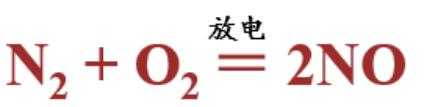 放电
N₂ + O₂ = 2NO